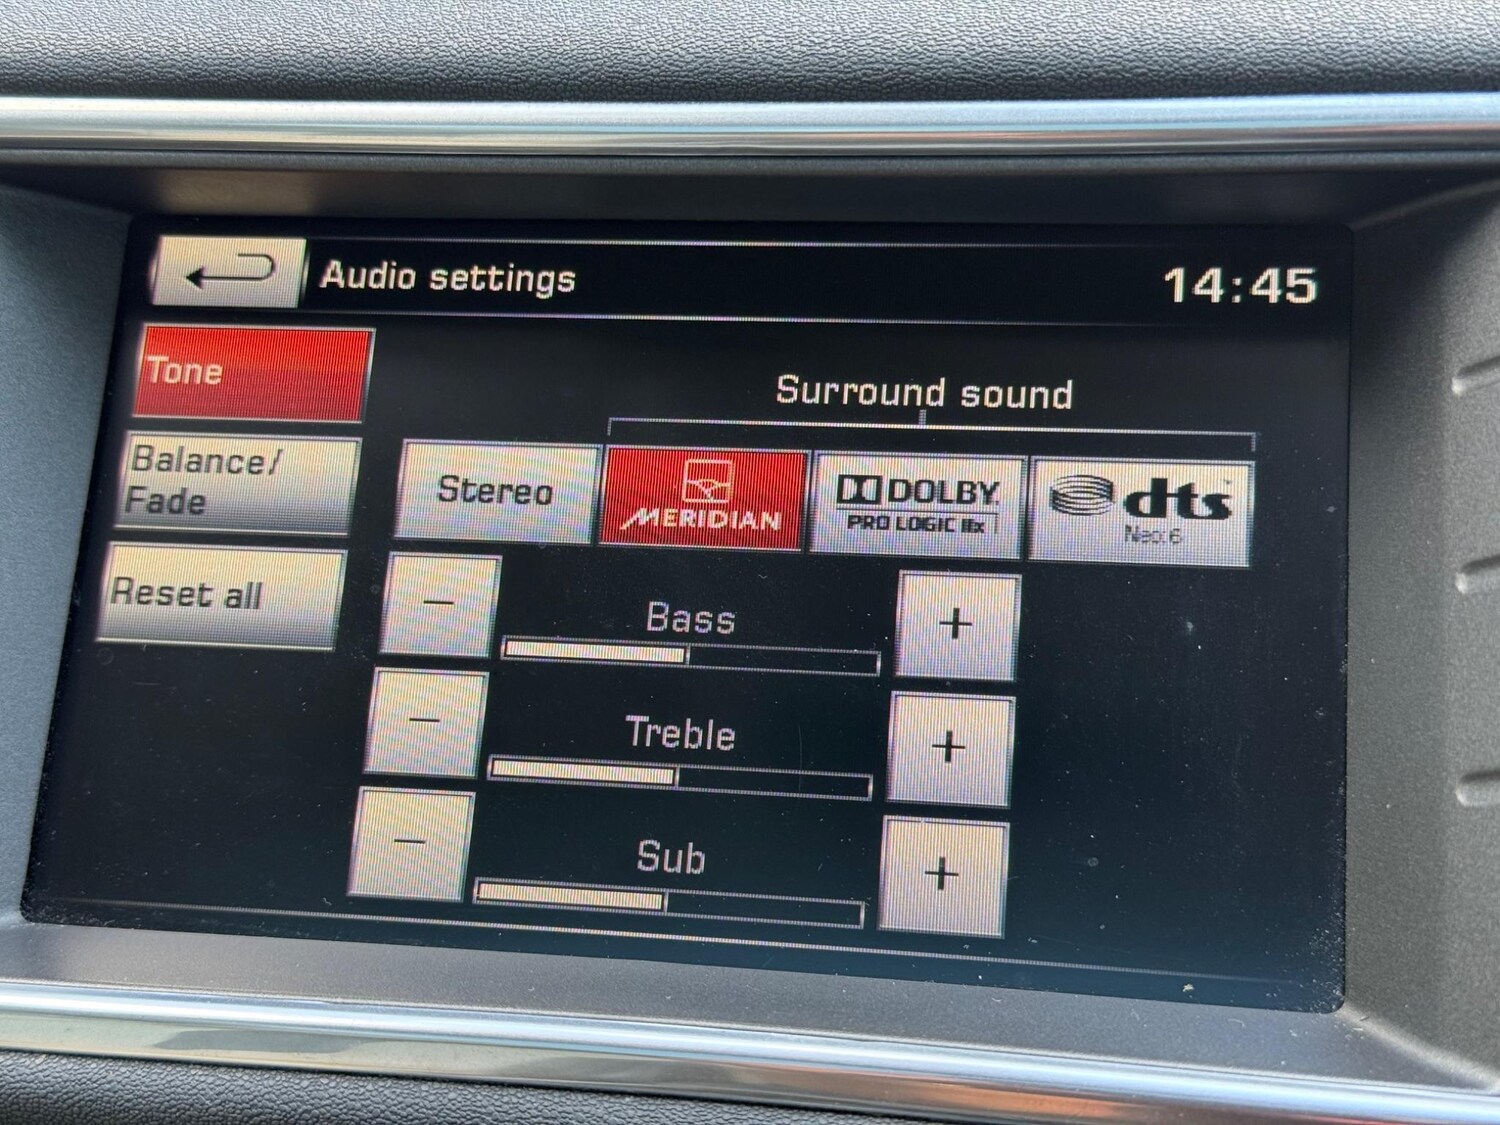 Audio settings
14:45
Tone
Surround sound
Balance/
Fade
Stereo
MERIDIAN
DOLBY
PRO LOGIC IIx
dts
Neo:6
Reset all
−
Bass
+
−
Treble
+
−
Sub
+